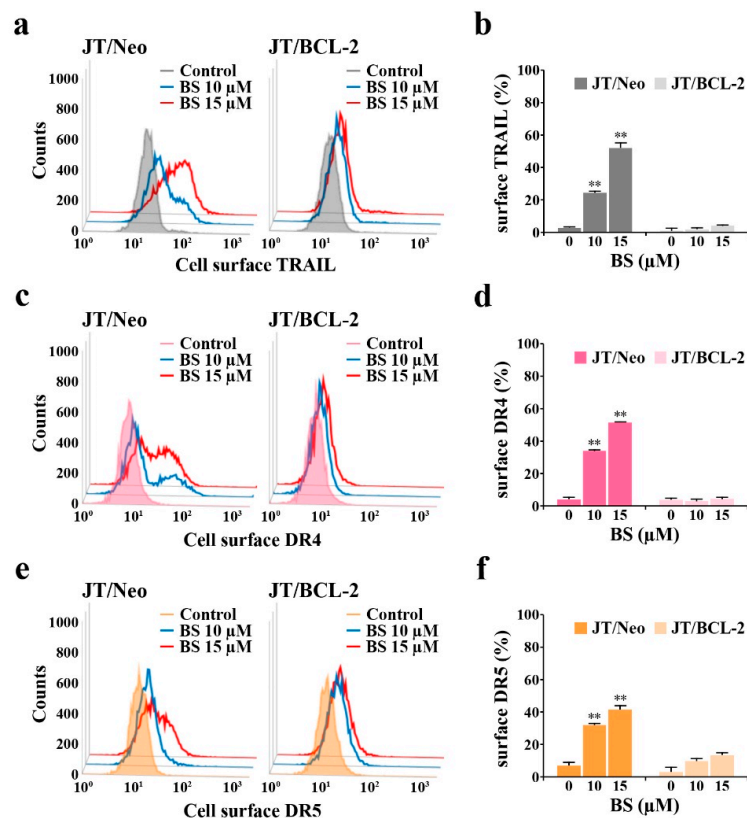 a
JT/Neo
JT/BCL-2
Control
BS 10 µM
BS 15 µM
Control
BS 10 µM
BS 15 µM
Counts
1000
800
600
400
200
0
10⁰ 10¹ 10² 10³
10⁰ 10¹ 10² 10³
Cell surface TRAIL
b
JT/Neo JT/BCL-2
surface TRAIL (%)
100
80
60
40
20
0
** **
0 10 15 0 10 15
BS (µM)
c
JT/Neo
JT/BCL-2
Control
BS 10 µM
BS 15 µM
Control
BS 10 µM
BS 15 µM
Counts
1000
800
600
400
200
0
10⁰ 10¹ 10² 10³
10⁰ 10¹ 10² 10³
Cell surface DR4
d
JT/Neo JT/BCL-2
surface DR4 (%)
100
80
60
40
20
0
** **
0 10 15 0 10 15
BS (µM)
e
JT/Neo
JT/BCL-2
Control
BS 10 µM
BS 15 µM
Control
BS 10 µM
BS 15 µM
Counts
1000
800
600
400
200
0
10⁰ 10¹ 10² 10³
10⁰ 10¹ 10² 10³
Cell surface DR5
f
JT/Neo JT/BCL-2
surface DR5 (%)
100
80
60
40
20
0
** **
0 10 15 0 10 15
BS (µM)